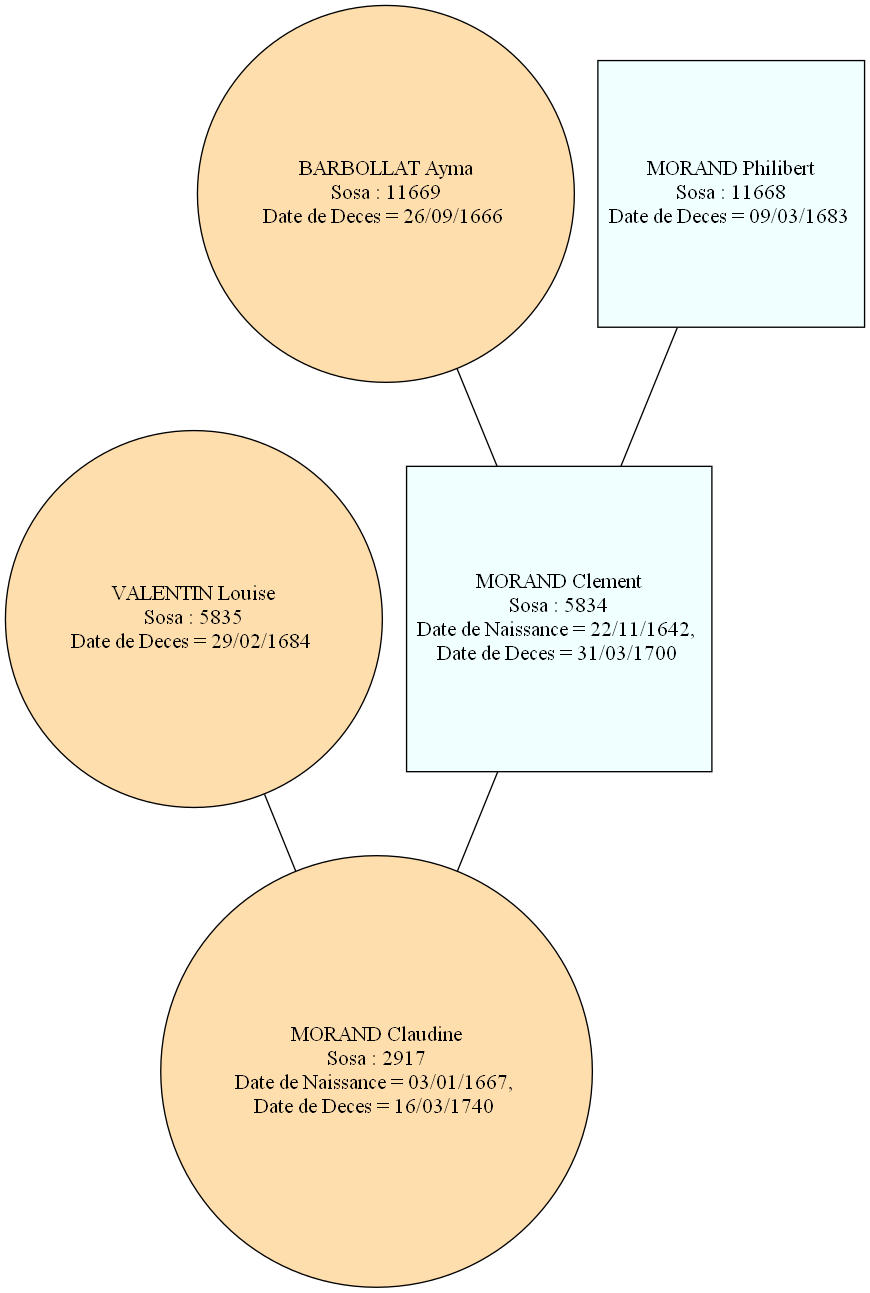 BARBOLLAT Ayma
Sosa : 11669
Date de Deces = 26/09/1666
MORAND Philibert
Sosa : 11668
Date de Deces = 09/03/1683
VALENTIN Louise
Sosa : 5835
Date de Deces = 29/02/1684
MORAND Clement
Sosa : 5834
Date de Naissance = 22/11/1642,
Date de Deces = 31/03/1700
MORAND Claudine
Sosa : 2917
Date de Naissance = 03/01/1667,
Date de Deces = 16/03/1740